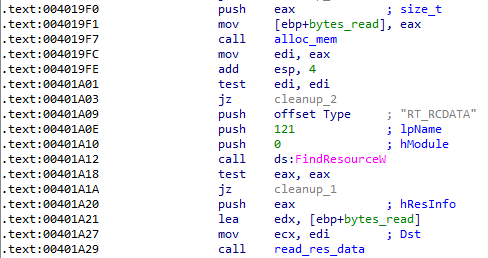 .text:004019F0 push eax ; size_t
.text:004019F1 mov [ebp+bytes_read], eax
.text:004019F7 call alloc_mem
.text:004019FC mov edi, eax
.text:004019FE add esp, 4
.text:00401A01 test edi, edi
.text:00401A03 jz cleanup_2
.text:00401A09 push offset Type ; "RT_RCDATA"
.text:00401A0E push 121 ; lpName
.text:00401A10 push 0 ; hModule
.text:00401A12 call ds:FindResourceW
.text:00401A18 test eax, eax
.text:00401A1A jz cleanup_1
.text:00401A20 push eax ; hResInfo
.text:00401A21 lea edx, [ebp+bytes_read]
.text:00401A27 mov ecx, edi ; Dst
.text:00401A29 call read_res_data